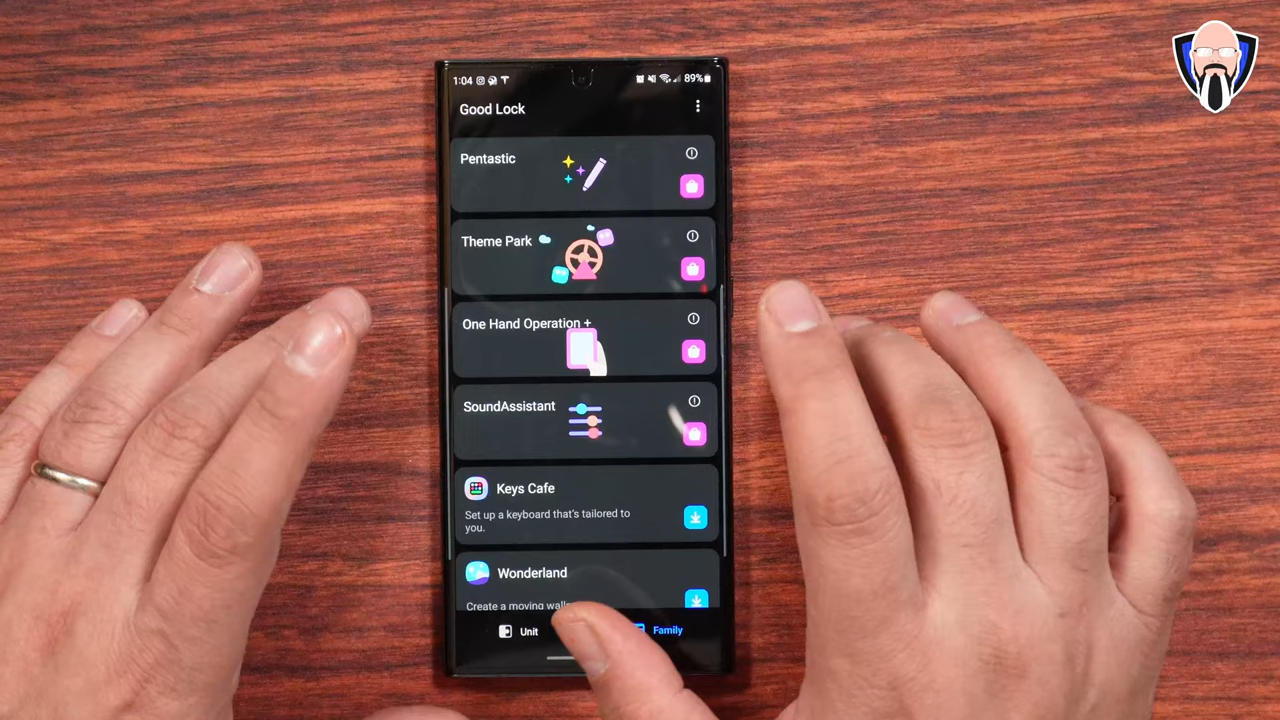 1:04
89%
Good Lock
Pentastic
Theme Park
One Hand Operation +
SoundAssistant
Keys Cafe
Set up a keyboard that's tailored to
you.
Wonderland
Create a moving
Unit
Family